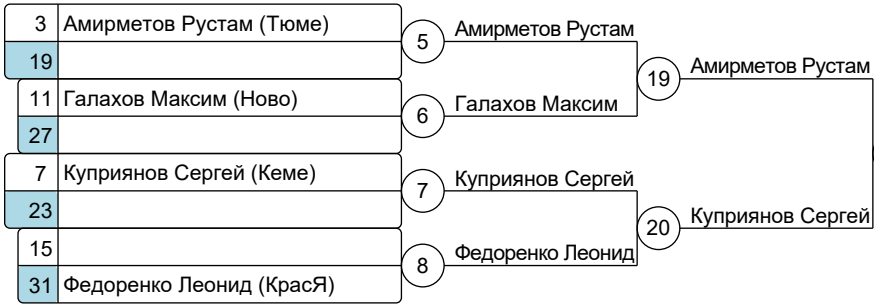 3 Амирметов Рустам (Тюме)
19
5 Амирметов Рустам
11 Галахов Максим (Ново)
27
6 Галахов Максим
19 Амирметов Рустам
7 Куприянов Сергей (Кеме)
23
7 Куприянов Сергей
15
31 Федоренко Леонид (КрасЯ)
8 Федоренко Леонид
20 Куприянов Сергей